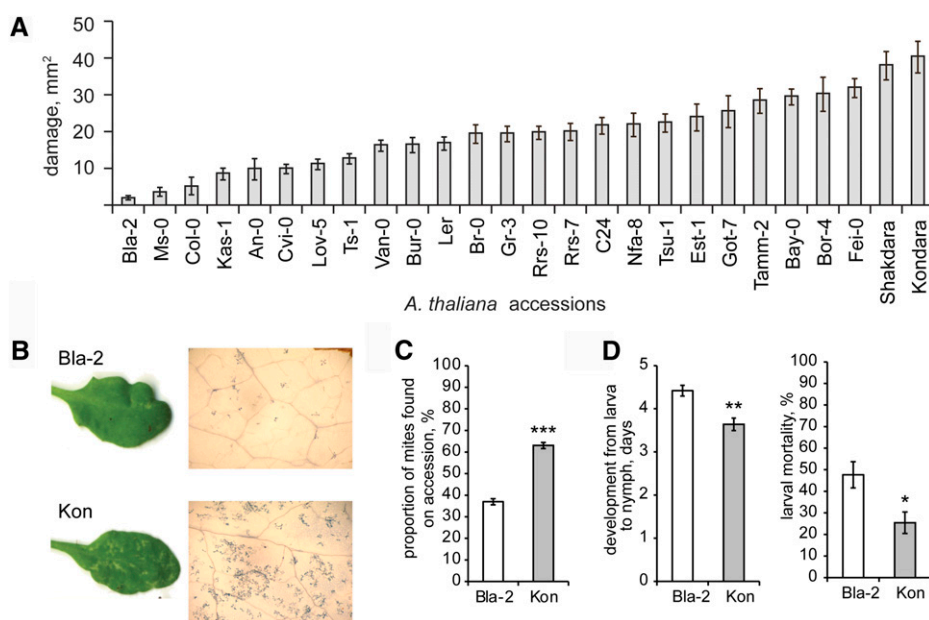 A
damage, mm²
50
40
30
20
10
Bla-2
Ms-0
Col-0
Kas-1
An-0
Cvi-0
Lov-5
Ts-1
Van-0
Bur-0
Ler
Br-0
Gr-3
Rrs-10
Rrs-7
C24
Nfa-8
Tsu-1
Est-1
Got-7
Tamm-2
Bay-0
Bor-4
Fei-0
Shakdara
Kondara
A. thaliana accessions
B
Bla-2
Kon
C
proportion of mites found
on accession, %
100
90
80
70
60
50
40
30
20
10
0
***
Bla-2 Kon
D
development from larva
to nymph, days
5
4
3
2
1
0
**
Bla-2 Kon
larval mortality, %
100
90
80
70
60
50
40
30
20
10
0
*
Bla-2 Kon